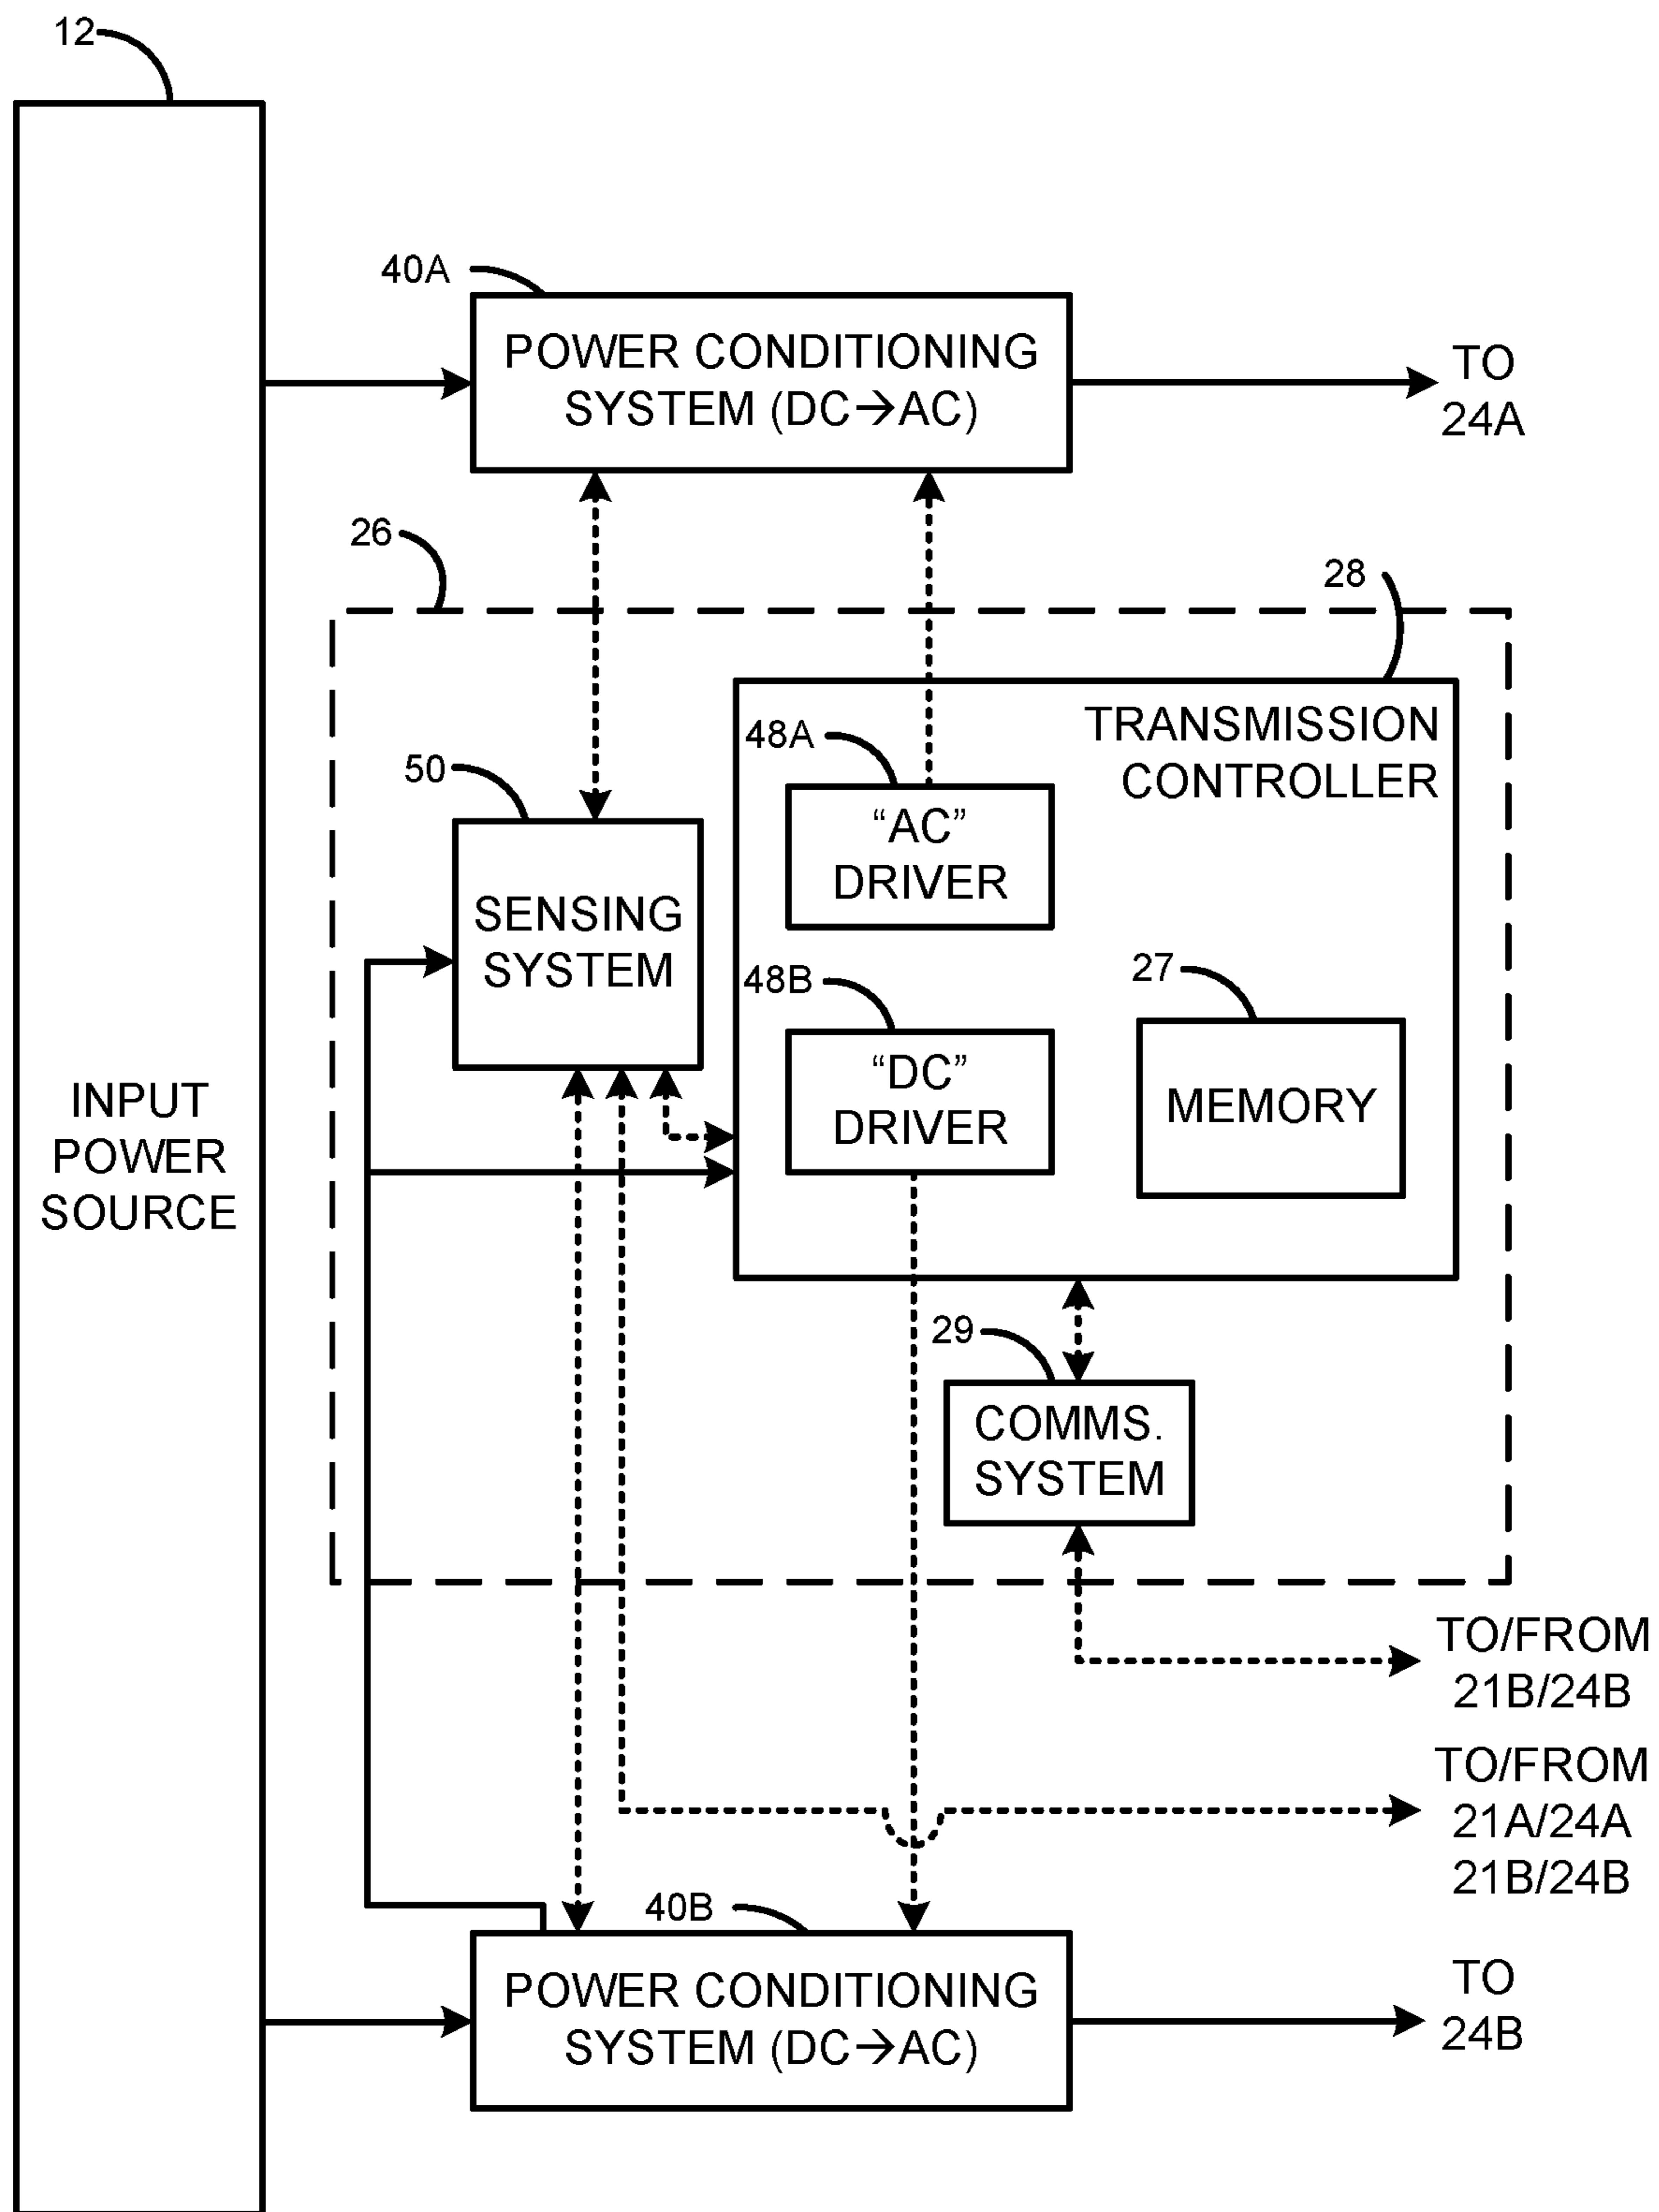 12
40A
POWER CONDITIONING
SYSTEM (DC→AC)
TO
24A
26
28
TRANSMISSION
CONTROLLER
48A
“AC”
DRIVER
50
SENSING
SYSTEM
48B
“DC”
DRIVER
27
MEMORY
INPUT
POWER
SOURCE
29
COMMS.
SYSTEM
TO/FROM
21B/24B
TO/FROM
21A/24A
21B/24B
40B
POWER CONDITIONING
SYSTEM (DC→AC)
TO
24B